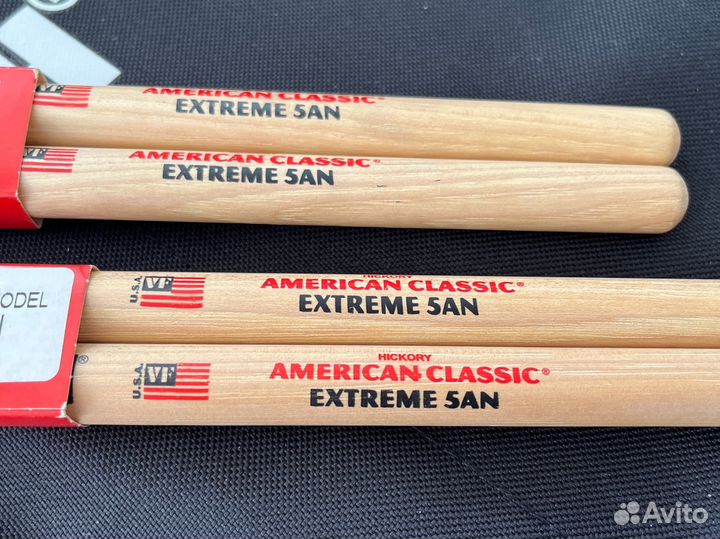 VF
AMERICAN CLASSIC®
EXTREME 5AN
VF
AMERICAN CLASSIC®
EXTREME 5AN
ODEL
®
U.S.A.
VF
HICKORY
AMERICAN CLASSIC®
EXTREME 5AN
U.S.A.
VF
HICKORY
AMERICAN CLASSIC®
EXTREME 5AN
Avito